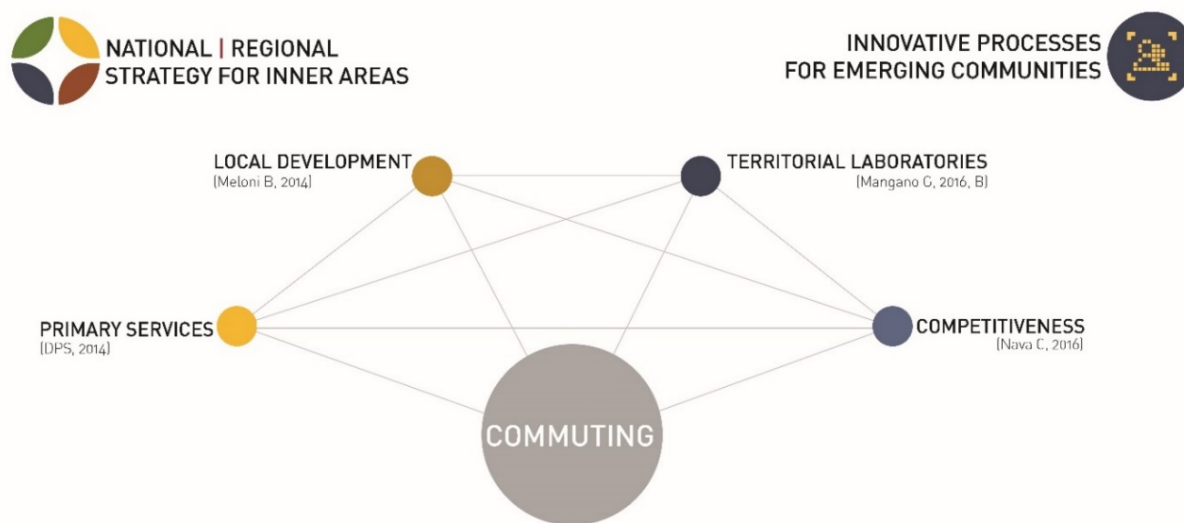 NATIONAL | REGIONAL
STRATEGY FOR INNER AREAS
INNOVATIVE PROCESSES
FOR EMERGING COMMUNITIES
LOCAL DEVELOPMENT
(Meloni B, 2014)
TERRITORIAL LABORATORIES
(Mangano G, 2016, B)
PRIMARY SERVICES
(DPS, 2014)
COMPETITIVENESS
(Nava C, 2016)
COMMUTING